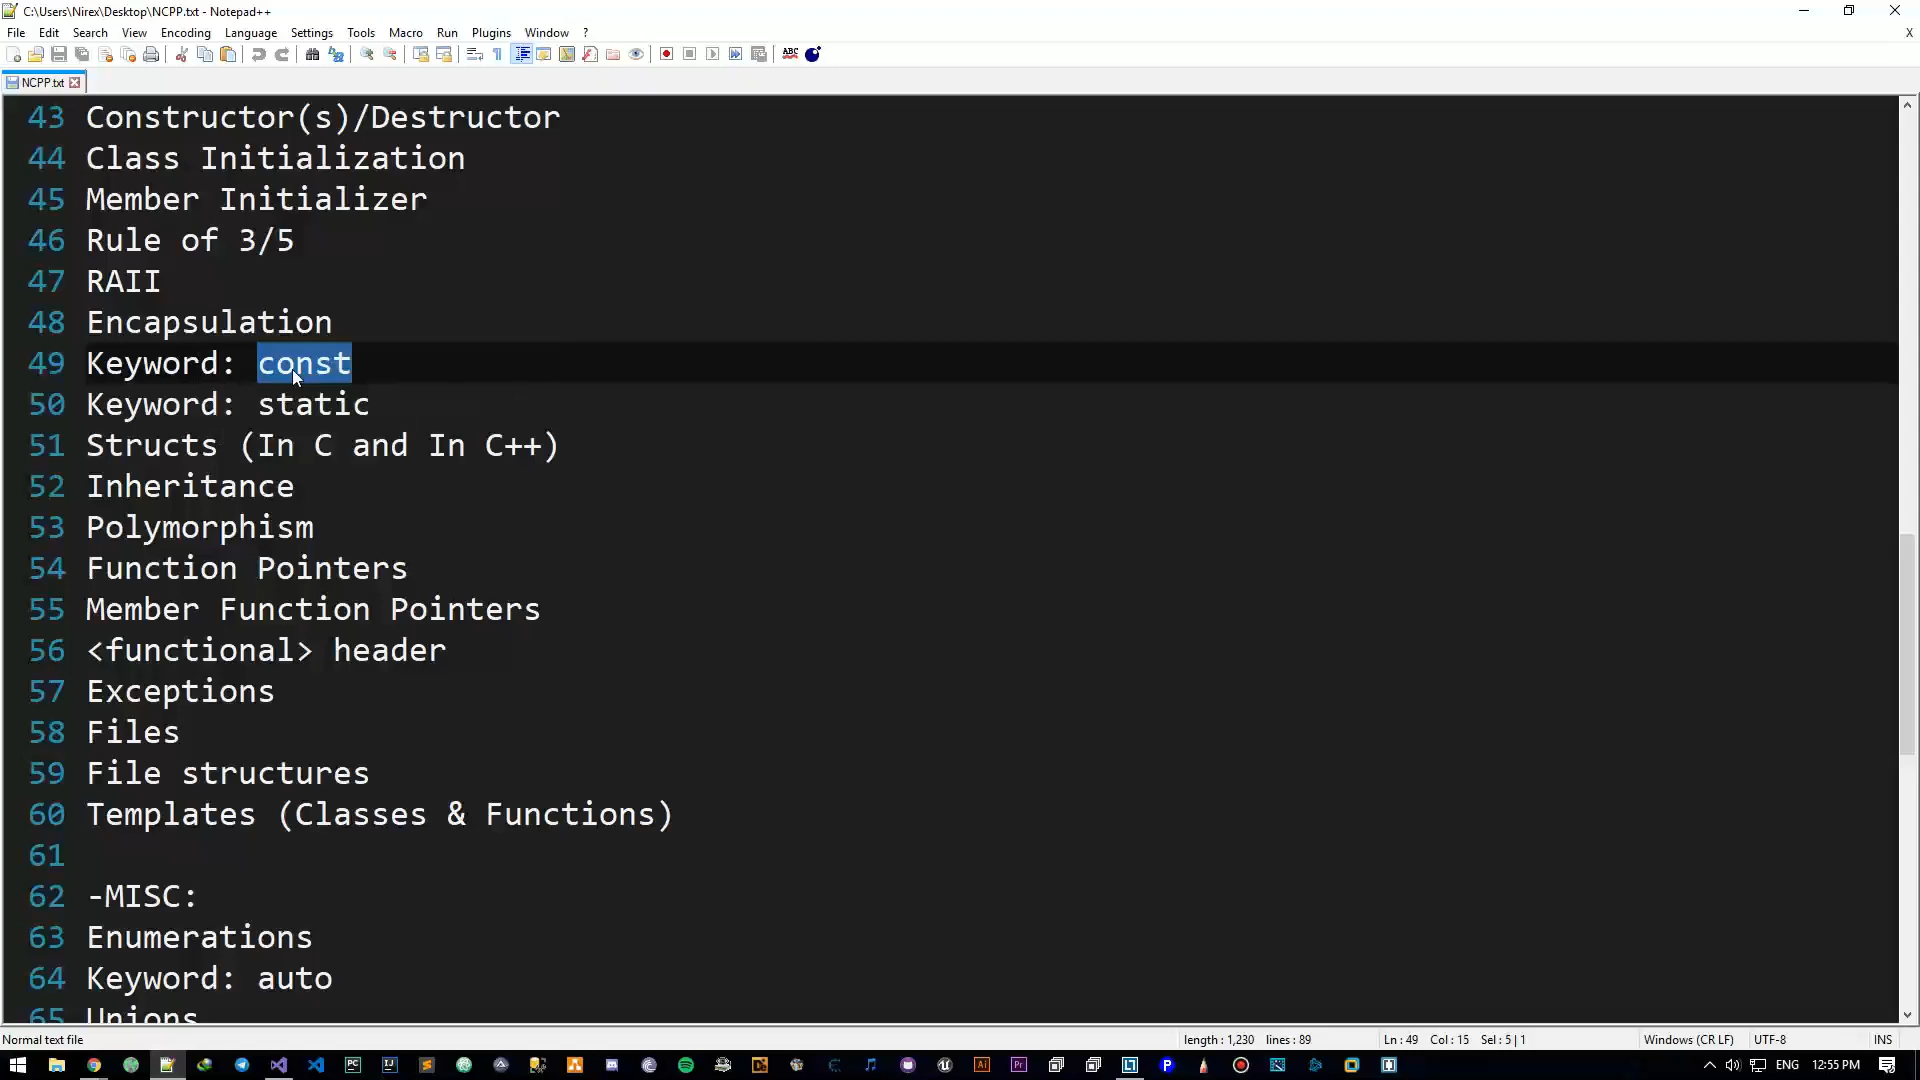 C:\Users\Nirex\Desktop\NCPP.txt - Notepad++
File Edit Search View Encoding Language Settings Tools Macro Run Plugins Window ? X
NCPP.txt
43 Constructor(s)/Destructor
44 Class Initialization
45 Member Initializer
46 Rule of 3/5
47 RAII
48 Encapsulation
49 Keyword: const
50 Keyword: static
51 Structs (In C and In C++)
52 Inheritance
53 Polymorphism
54 Function Pointers
55 Member Function Pointers
56 <functional> header
57 Exceptions
58 Files
59 File structures
60 Templates (Classes & Functions)
61
62 -MISC:
63 Enumerations
64 Keyword: auto
65 Unions
Normal text file length : 1,230 lines : 89 Ln : 49 Col : 15 Sel : 5 | 1 Windows (CR LF) UTF-8 INS
ENG 12:55 PM